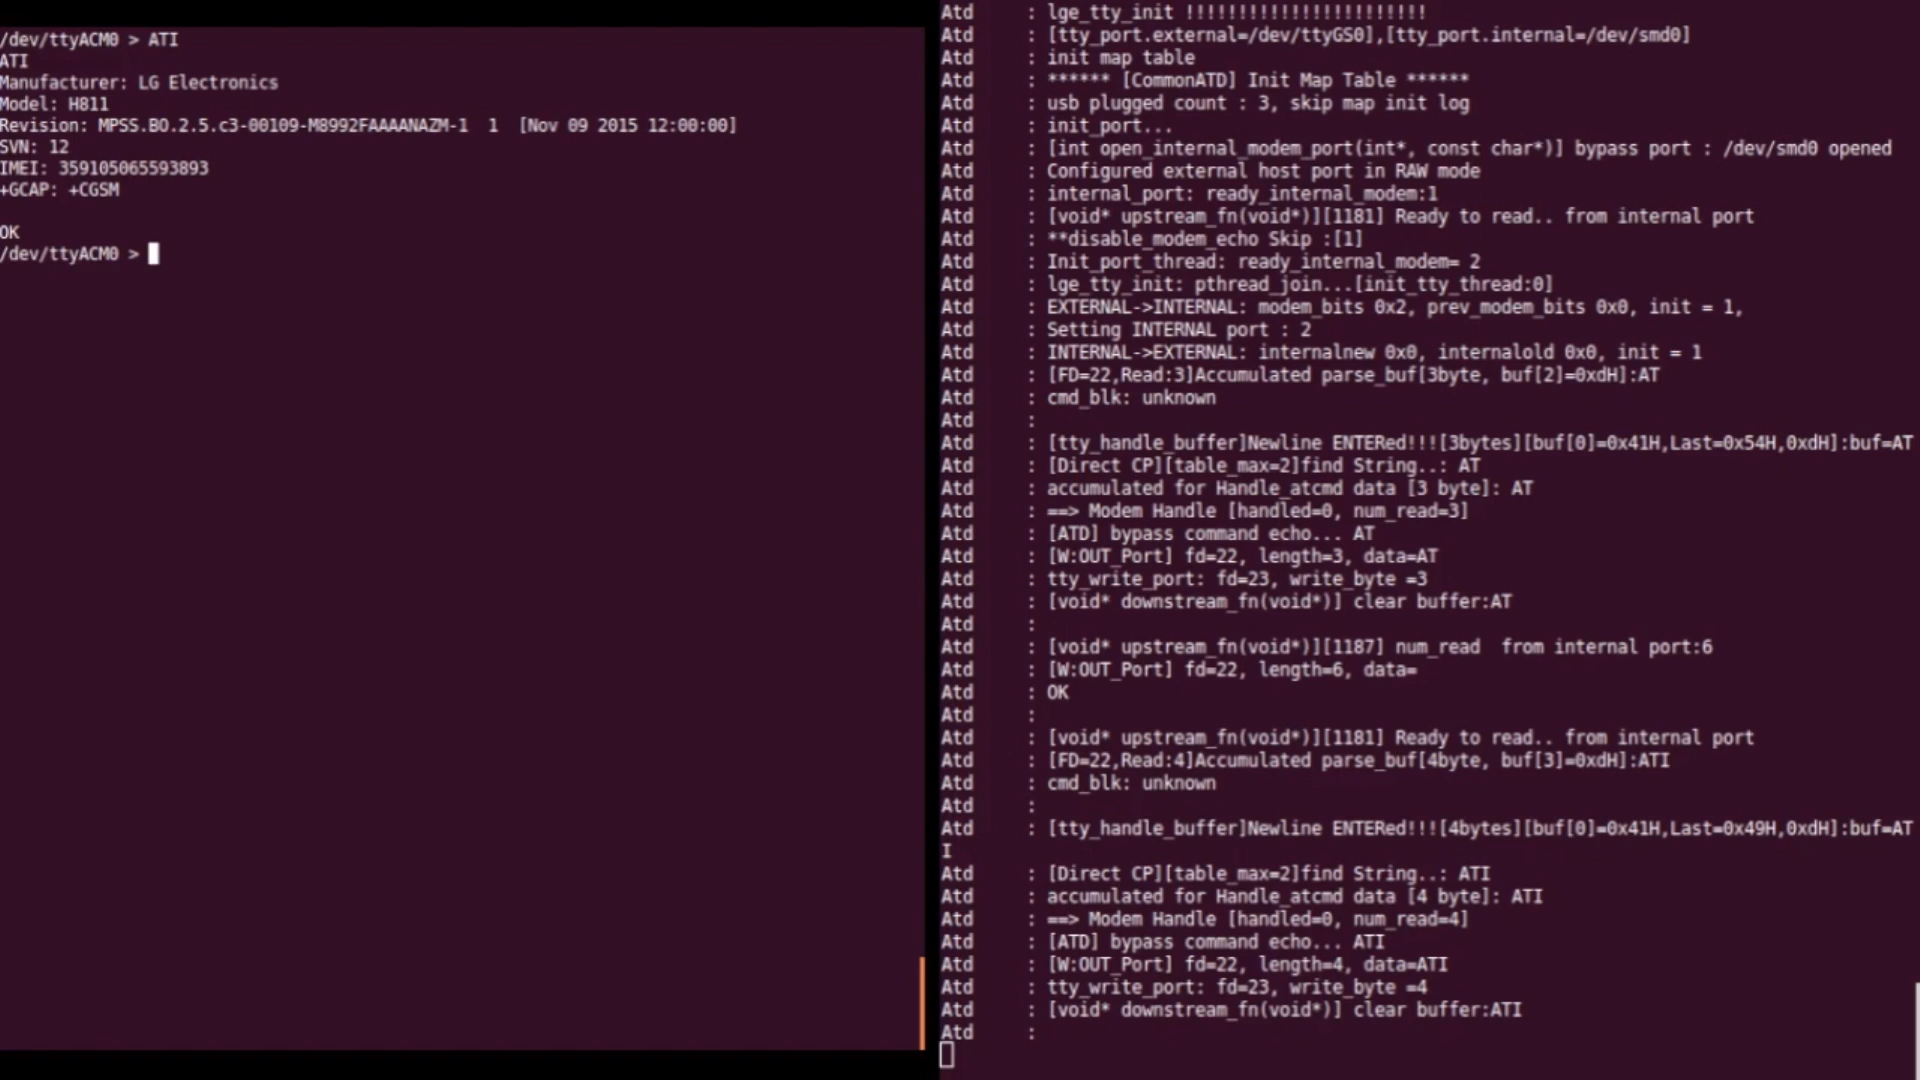 /dev/ttyACM0 > ATI
ATI
Manufacturer: LG Electronics
Model: H811
Revision: MPSS.BO.2.5.c3-00109-M8992FAAAANAZM-1  1  [Nov 09 2015 12:00:00]
SVN: 12
IMEI: 359105065593893
+GCAP: +CGSM
OK
/dev/ttyACM0 >
Atd : lge_tty_init !!!!!!!!!!!!!!!!!!!!!!!
Atd : [tty_port.external=/dev/ttyGS0],[tty_port.internal=/dev/smd0]
Atd : init map table
Atd : ****** [CommonATD] Init Map Table ******
Atd : usb plugged count : 3, skip map init log
Atd : init_port...
Atd : [int open_internal_modem_port(int*, const char*)] bypass port : /dev/smd0 opened
Atd : Configured external host port in RAW mode
Atd : internal_port: ready_internal_modem:1
Atd : [void* upstream_fn(void*)][1181] Ready to read.. from internal port
Atd : **disable_modem_echo Skip :[1]
Atd : Init_port_thread: ready_internal_modem= 2
Atd : lge_tty_init: pthread_join...[init_tty_thread:0]
Atd : EXTERNAL->INTERNAL: modem_bits 0x2, prev_modem_bits 0x0, init = 1,
Atd : Setting INTERNAL port : 2
Atd : INTERNAL->EXTERNAL: internalnew 0x0, internalold 0x0, init = 1
Atd : [FD=22,Read:3]Accumulated parse_buf[3byte, buf[2]=0xdH]:AT
Atd : cmd_blk: unknown
Atd :
Atd : [tty_handle_buffer]Newline ENTERed!!![3bytes][buf[0]=0x41H,Last=0x54H,0xdH]:buf=AT
Atd : [Direct CP][table_max=2]find String..: AT
Atd : accumulated for Handle_atcmd data [3 byte]: AT
Atd : ==> Modem Handle [handled=0, num_read=3]
Atd : [ATD] bypass command echo... AT
Atd : [W:OUT_Port] fd=22, length=3, data=AT
Atd : tty_write_port: fd=23, write_byte =3
Atd : [void* downstream_fn(void*)] clear buffer:AT
Atd :
Atd : [void* upstream_fn(void*)][1187] num_read  from internal port:6
Atd : [W:OUT_Port] fd=22, length=6, data=
Atd : OK
Atd :
Atd : [void* upstream_fn(void*)][1181] Ready to read.. from internal port
Atd : [FD=22,Read:4]Accumulated parse_buf[4byte, buf[3]=0xdH]:ATI
Atd : cmd_blk: unknown
Atd :
Atd : [tty_handle_buffer]Newline ENTERed!!![4bytes][buf[0]=0x41H,Last=0x49H,0xdH]:buf=AT
I
Atd : [Direct CP][table_max=2]find String..: ATI
Atd : accumulated for Handle_atcmd data [4 byte]: ATI
Atd : ==> Modem Handle [handled=0, num_read=4]
Atd : [ATD] bypass command echo... ATI
Atd : [W:OUT_Port] fd=22, length=4, data=ATI
Atd : tty_write_port: fd=23, write_byte =4
Atd : [void* downstream_fn(void*)] clear buffer:ATI
Atd :